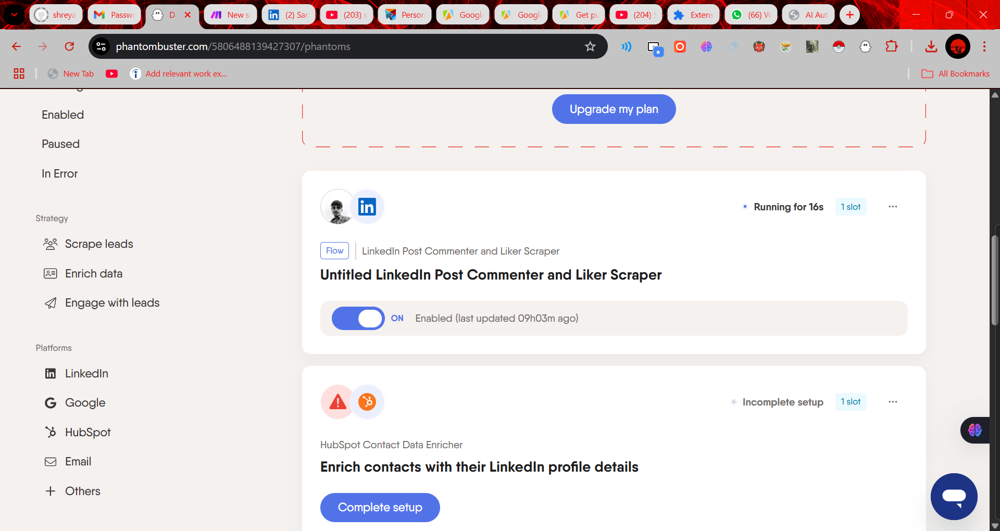 shreya
Passw
D
New s
(2) San
(203) s
Person
Googl
Googl
Get pu
(204) S
Extens
(66) W
AI Aut
phantombuster.com/5806488139427307/phantoms
New Tab
Add relevant work ex...
All Bookmarks
Upgrade my plan
Enabled
Paused
In Error
Strategy
Scrape leads
Enrich data
Engage with leads
Platforms
LinkedIn
Google
HubSpot
Email
Others
Running for 16s
1 slot
Flow
LinkedIn Post Commenter and Liker Scraper
Untitled LinkedIn Post Commenter and Liker Scraper
ON
Enabled (last updated 09h03m ago)
Incomplete setup
1 slot
HubSpot Contact Data Enricher
Enrich contacts with their LinkedIn profile details
Complete setup